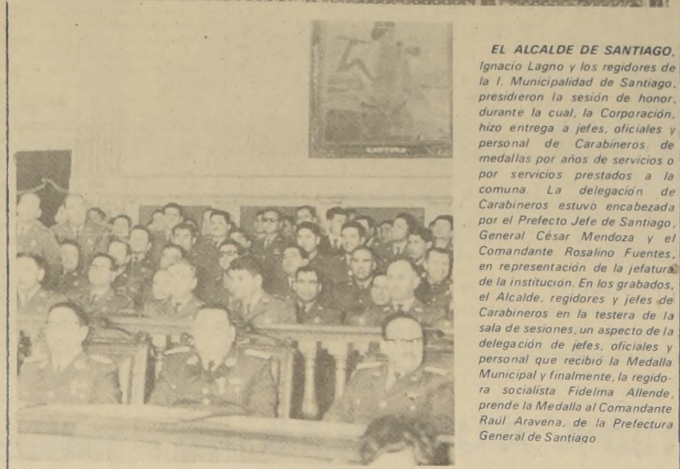 EL ALCALDE DE SANTIAGO,
Ignacio Lagno y los regidores de
la I. Municipalidad de Santiago,
presidieron la sesión de honor,
durante la cual, la Corporación,
hizo entrega a jefes, oficiales y
personal de Carabineros de
medallas por años de servicios o
por servicios prestados a la
comuna. La delegación de
Carabineros estuvo encabezada
por el Prefecto Jefe de Santiago,
General César Mendoza y el
Comandante Rosalino Fuentes,
en representación de la jefatura
de la institución. En los grabados,
el Alcalde, regidores y jefes de
Carabineros en la testera de la
sala de sesiones, un aspecto de la
delegación de jefes, oficiales y
personal que recibió la Medalla
Municipal y finalmente, la regido-
ra socialista Fidelma Allende,
prende la Medalla al Comandante
Raúl Aravena, de la Prefectura
General de Santiago.